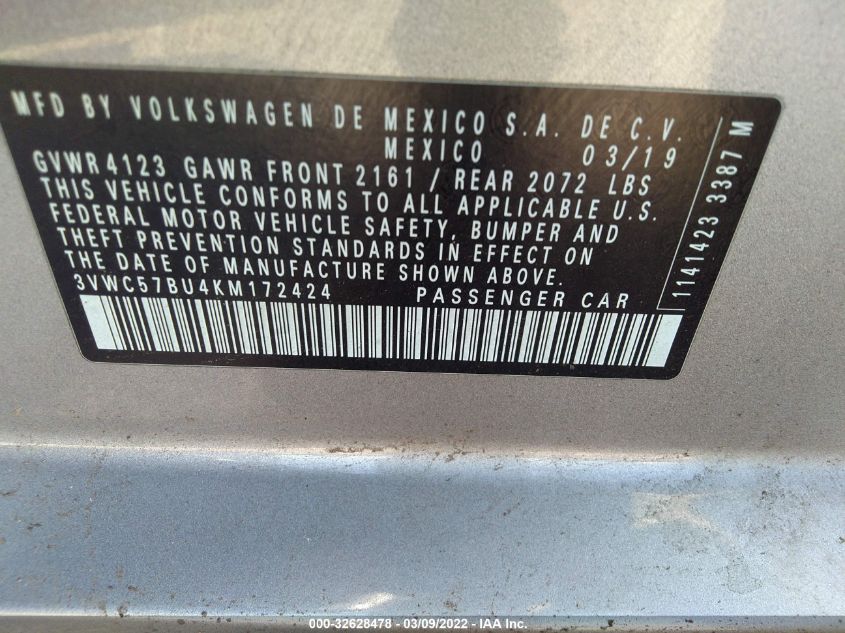 MFD BY VOLKSWAGEN DE MEXICO S.A. DE C.V.
MEXICO 03/19
GVWR 4123 GAWR FRONT 2161 / REAR 2072 LBS
THIS VEHICLE CONFORMS TO ALL APPLICABLE U.S.
FEDERAL MOTOR VEHICLE SAFETY, BUMPER AND
THEFT PREVENTION STANDARDS IN EFFECT ON
THE DATE OF MANUFACTURE SHOWN ABOVE.
3VWC57BU4KM172424 PASSENGER CAR
1141423 3387 M
000-32628478 - 03/09/2022 - IAA Inc.